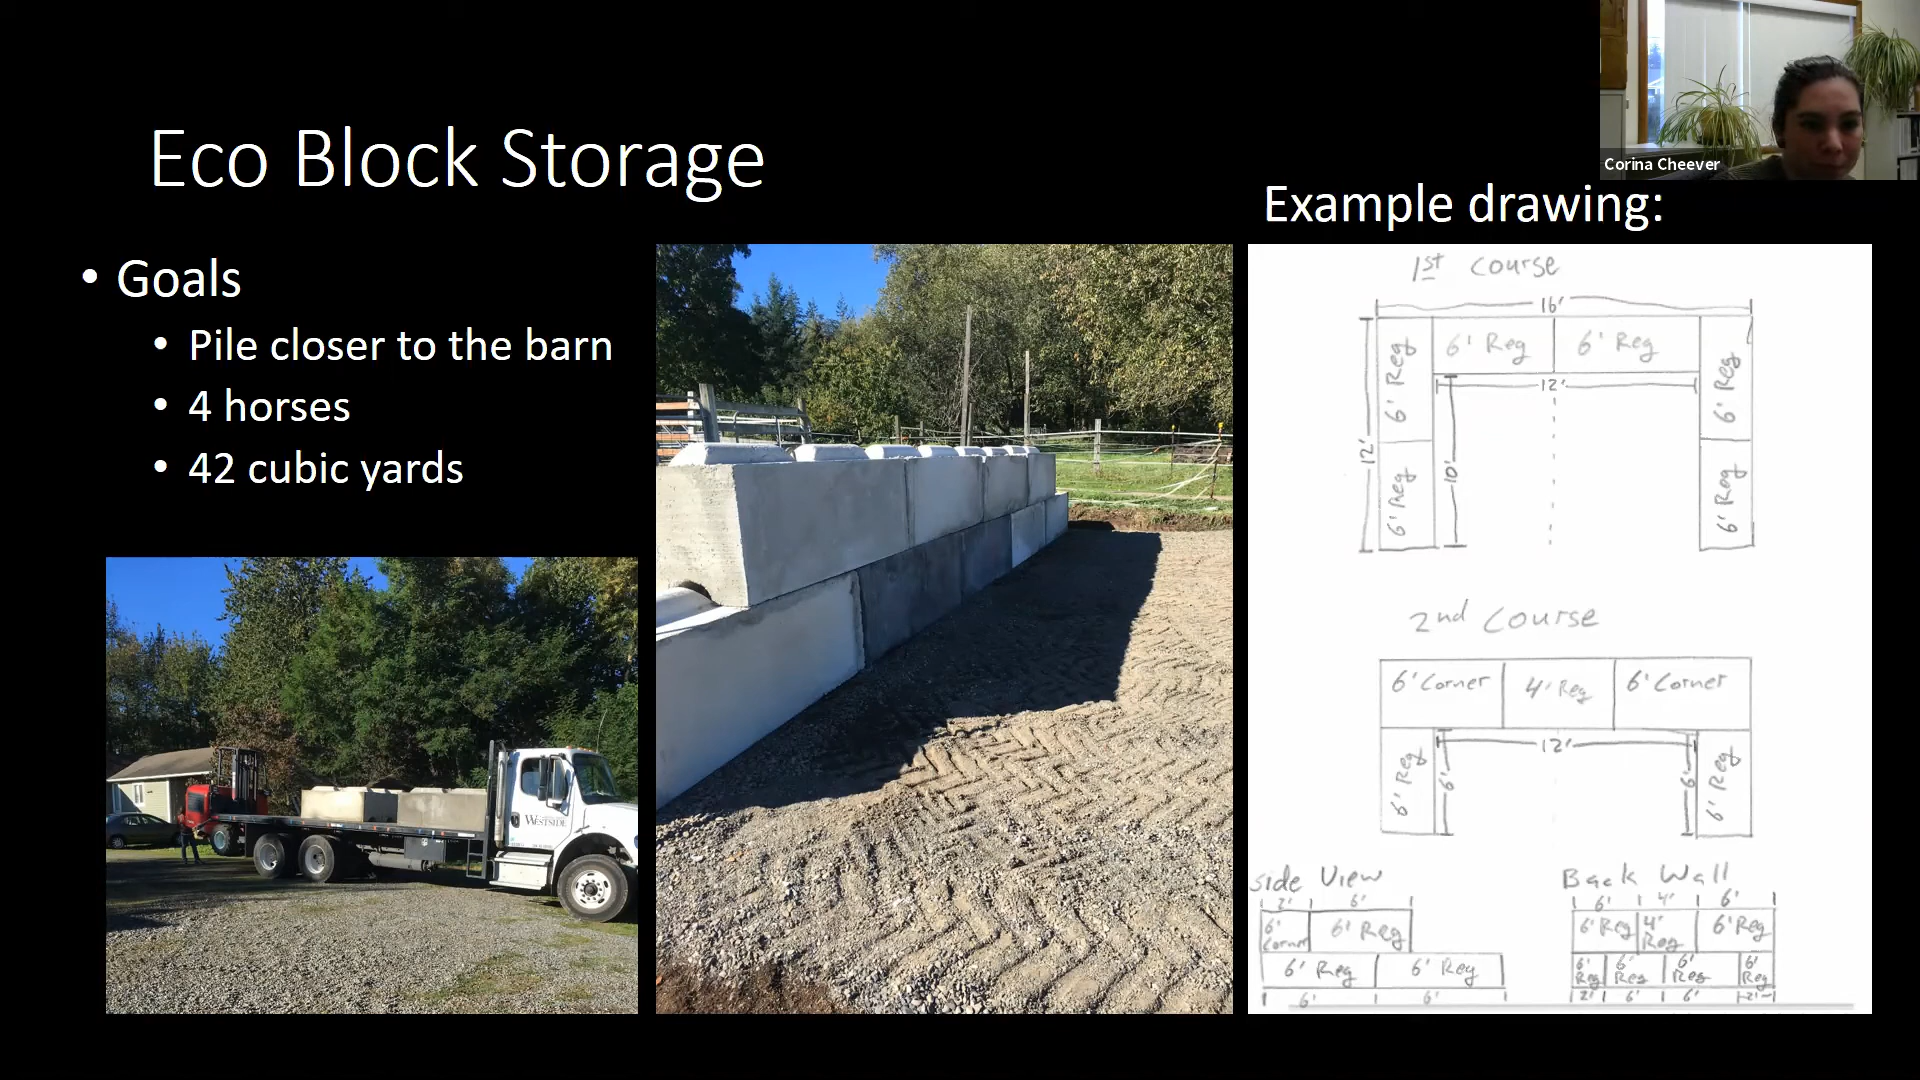 Eco Block Storage
• Goals
• Pile closer to the barn
• 4 horses
• 42 cubic yards
WESTSIDE
Corina Cheever
Example drawing:
1st Course
16'
6' Reg 6' Reg 6' Reg 6' Reg
12'
12' 10'
6' Reg 6' Reg
2nd Course
6' Corner 4' Reg 6' Corner
12'
6' Reg 6' 6' 6' Reg
Side View
2' 6'
6' Corner 6' Reg
6' Reg 6' Reg
6' 6'
Back Wall
6' 4' 6'
6' Reg 4' Reg 6' Reg
6' Reg 6' Reg 6' Reg 6' Reg
2' 6' 6' 2'